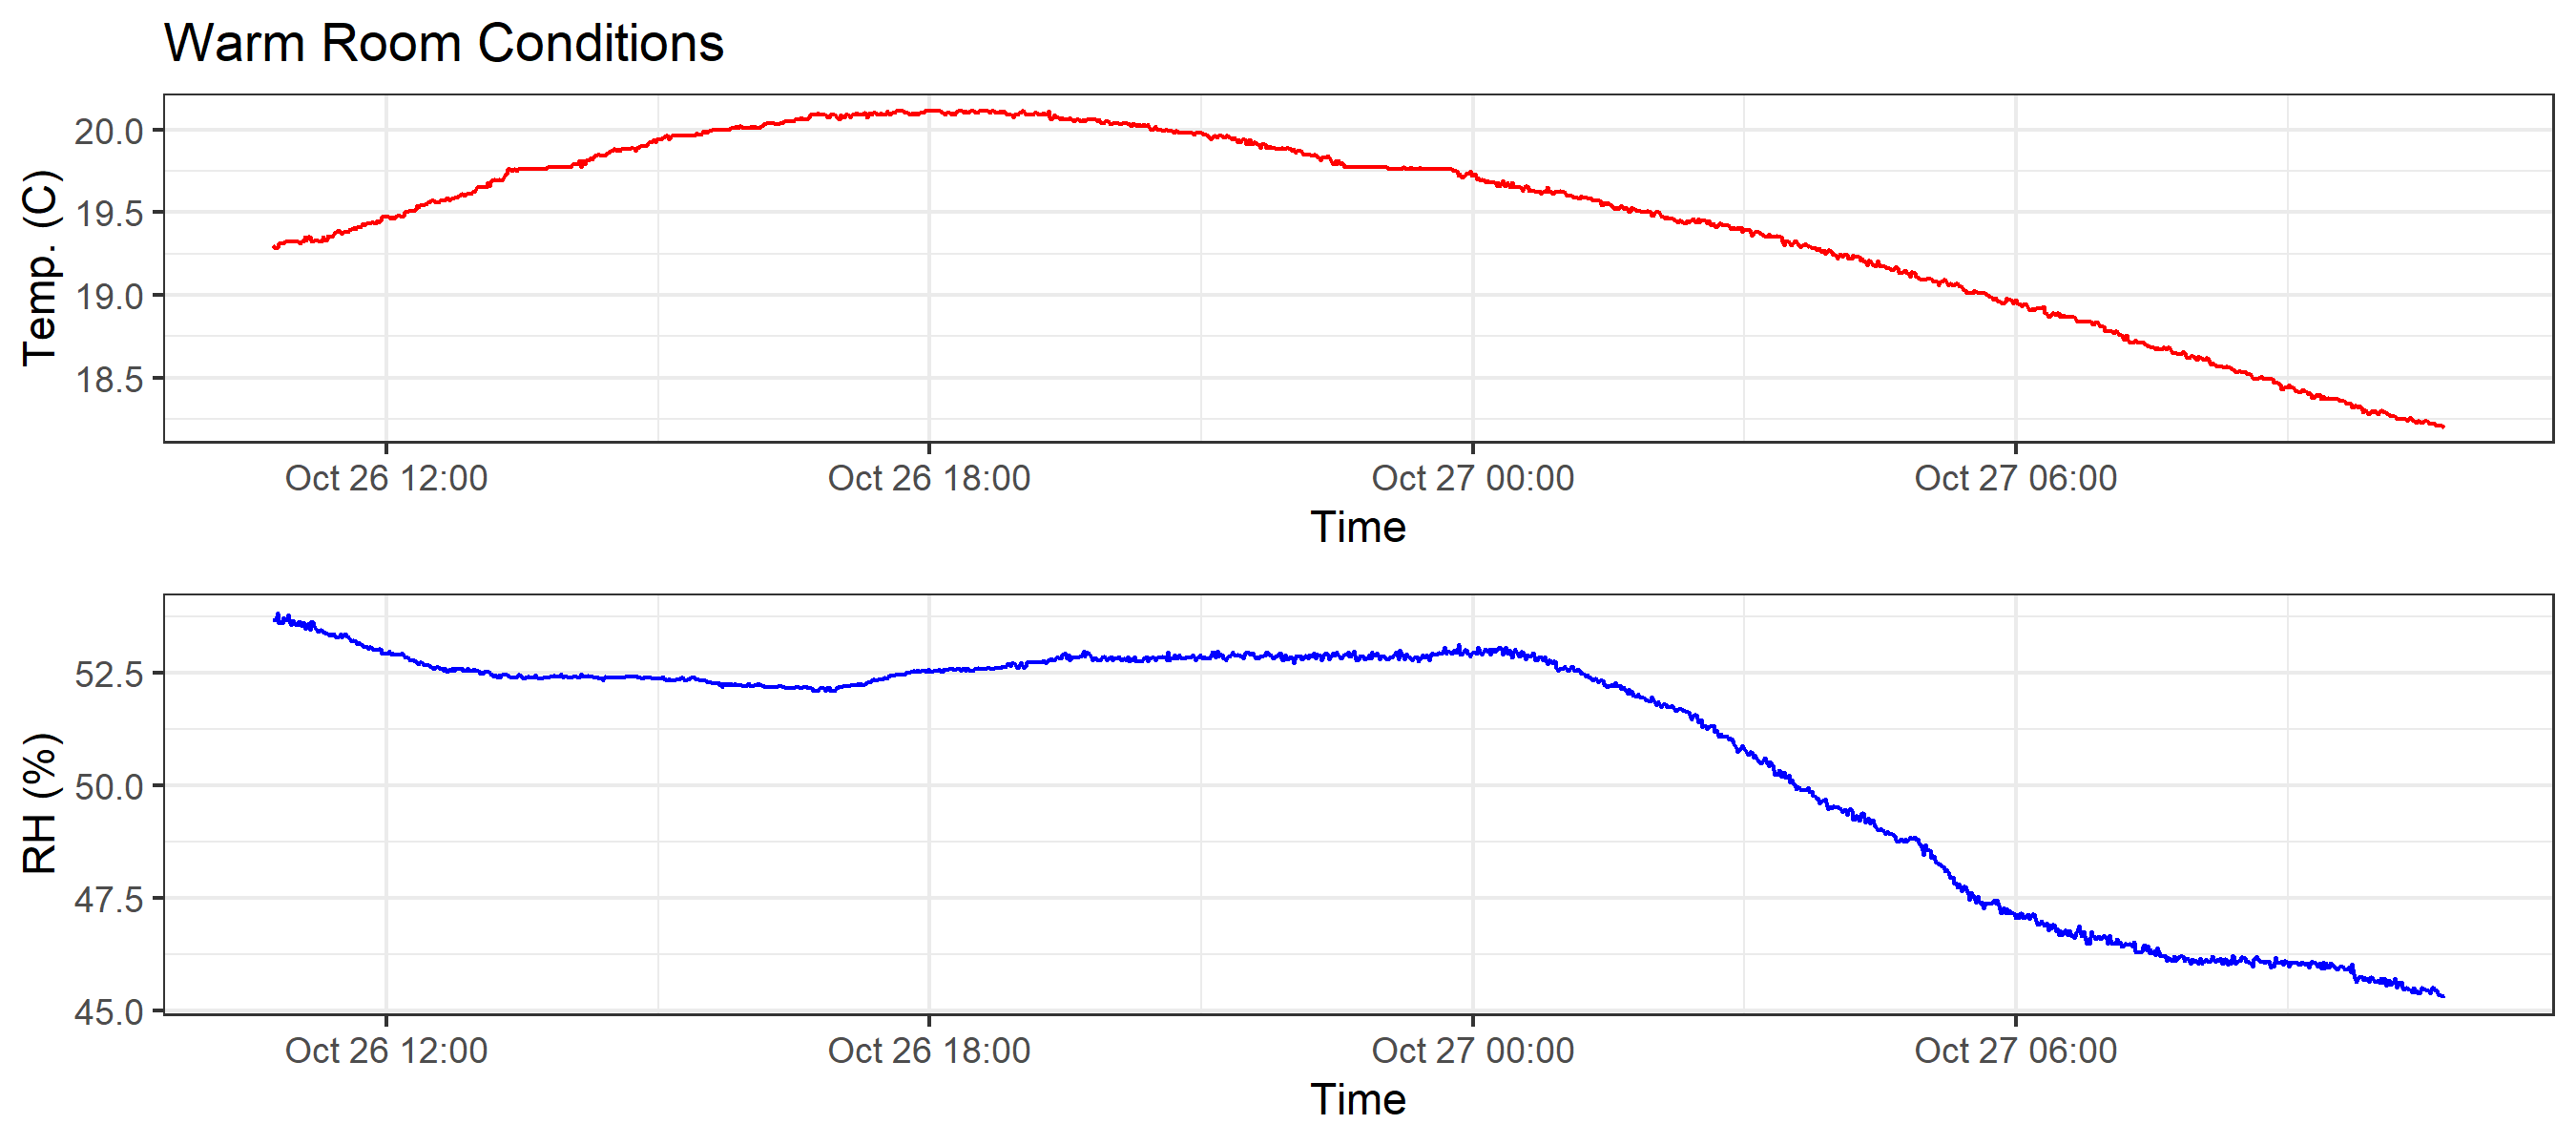 Warm Room Conditions
Temp. (C)
20.0
19.5
19.0
18.5
Oct 26 12:00 Oct 26 18:00 Oct 27 00:00 Oct 27 06:00
Time
RH (%)
52.5
50.0
47.5
45.0
Oct 26 12:00 Oct 26 18:00 Oct 27 00:00 Oct 27 06:00
Time